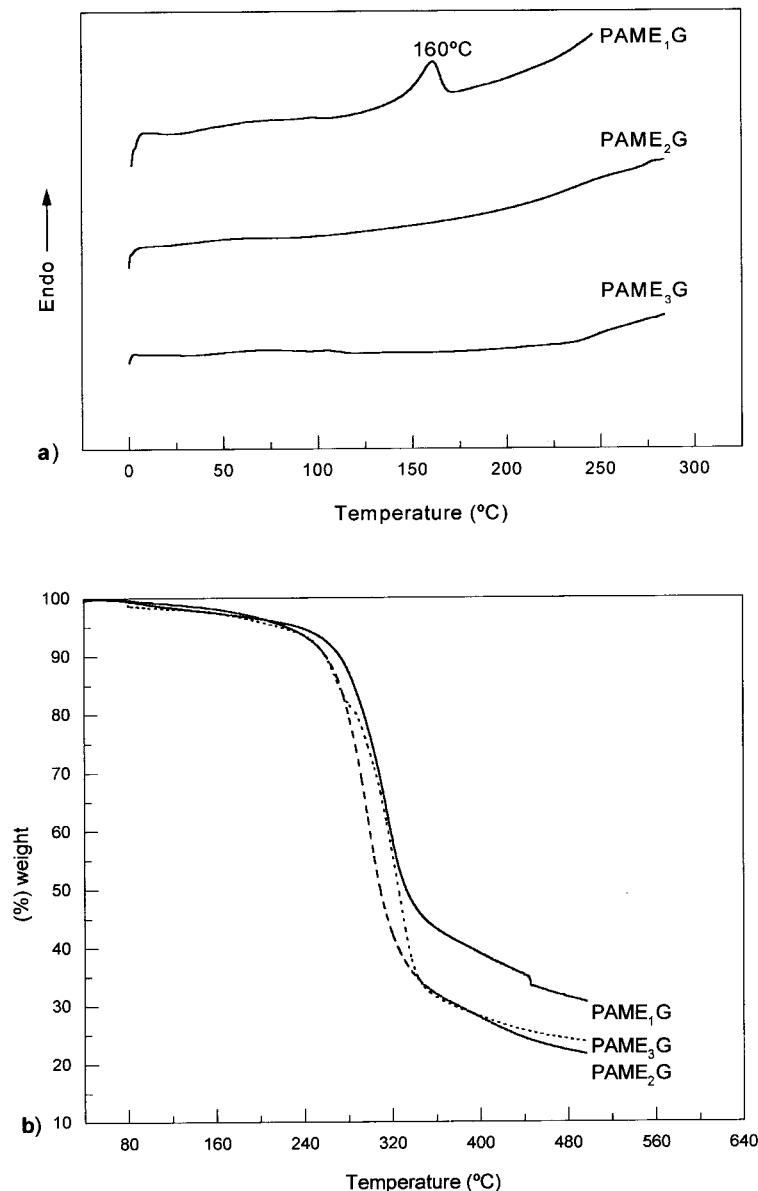 160ºC
PAME₁G
PAME₂G
PAME₃G
Endo
0 50 100 150 200 250 300
a)
Temperature (ºC)
100
90
80
70
60
50
40
30
20
10
(%) weight
PAME₁G
PAME₃G
PAME₂G
b)
80 160 240 280 320 400 480 560 640
Temperature (ºC)